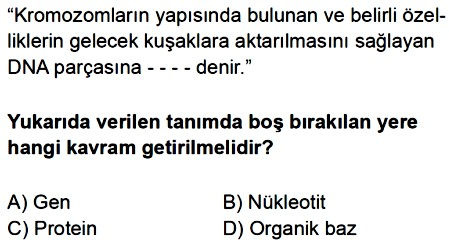 “Kromozomların yapısında bulunan ve belirli özel-
liklerin gelecek kuşaklara aktarılmasını sağlayan
DNA parçasına - - - - denir.”
Yukarıda verilen tanımda boş bırakılan yere
hangi kavram getirilmelidir?
A) Gen B) Nükleotit
C) Protein D) Organik baz